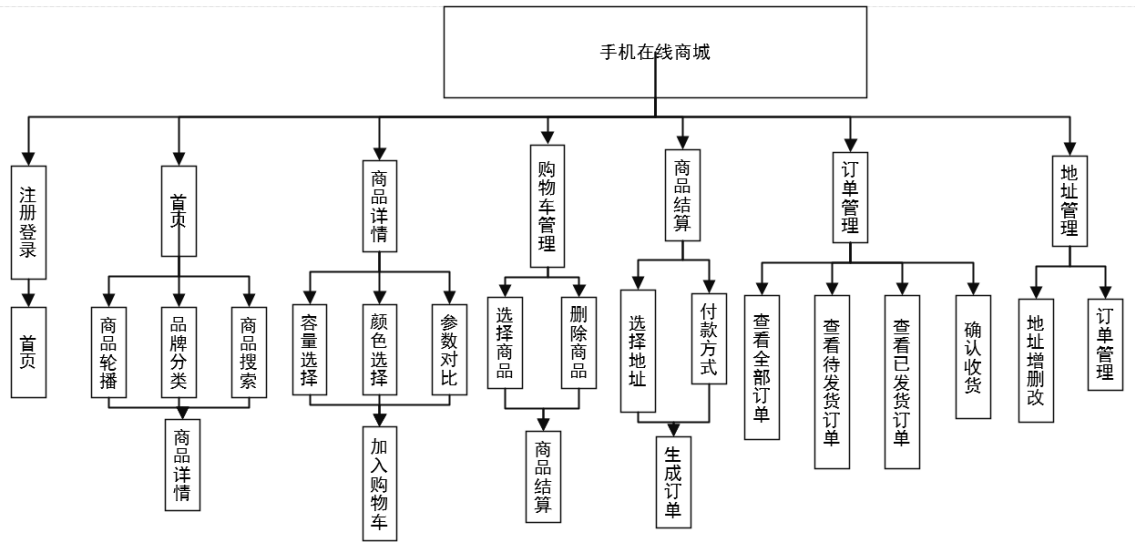 手机在线商城
注册登录
首页
商品详情
购物车管理
商品结算
订单管理
地址管理
首页
商品轮播
品牌分类
商品搜索
容量选择
颜色选择
参数对比
选择商品
删除商品
选择地址
付款方式
查看全部订单
查看待发货订单
查看已发货订单
确认收货
地址增删改
订单管理
商品详情
加入购物车
商品结算
生成订单